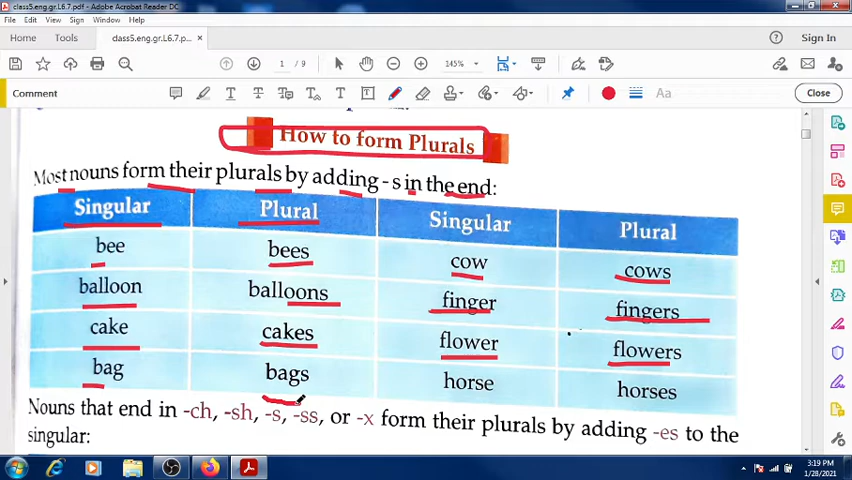 class5.eng.gr.L6.7.pdf - Adobe Acrobat Reader DC
File Edit View Sign Window Help
Home Tools class5.eng.gr.L6.7.p... × Sign In
1 / 9 145%
Comment Aa Close
How to form Plurals
Most nouns form their plurals by adding - s in the end:
Singular Plural Singular Plural
bee bees cow cows
balloon balloons finger fingers
cake cakes flower flowers
bag bags horse horses
Nouns that end in -ch, -sh, -s, -ss, or -x form their plurals by adding -es to the
singular:
3:19 PM
1/28/2021